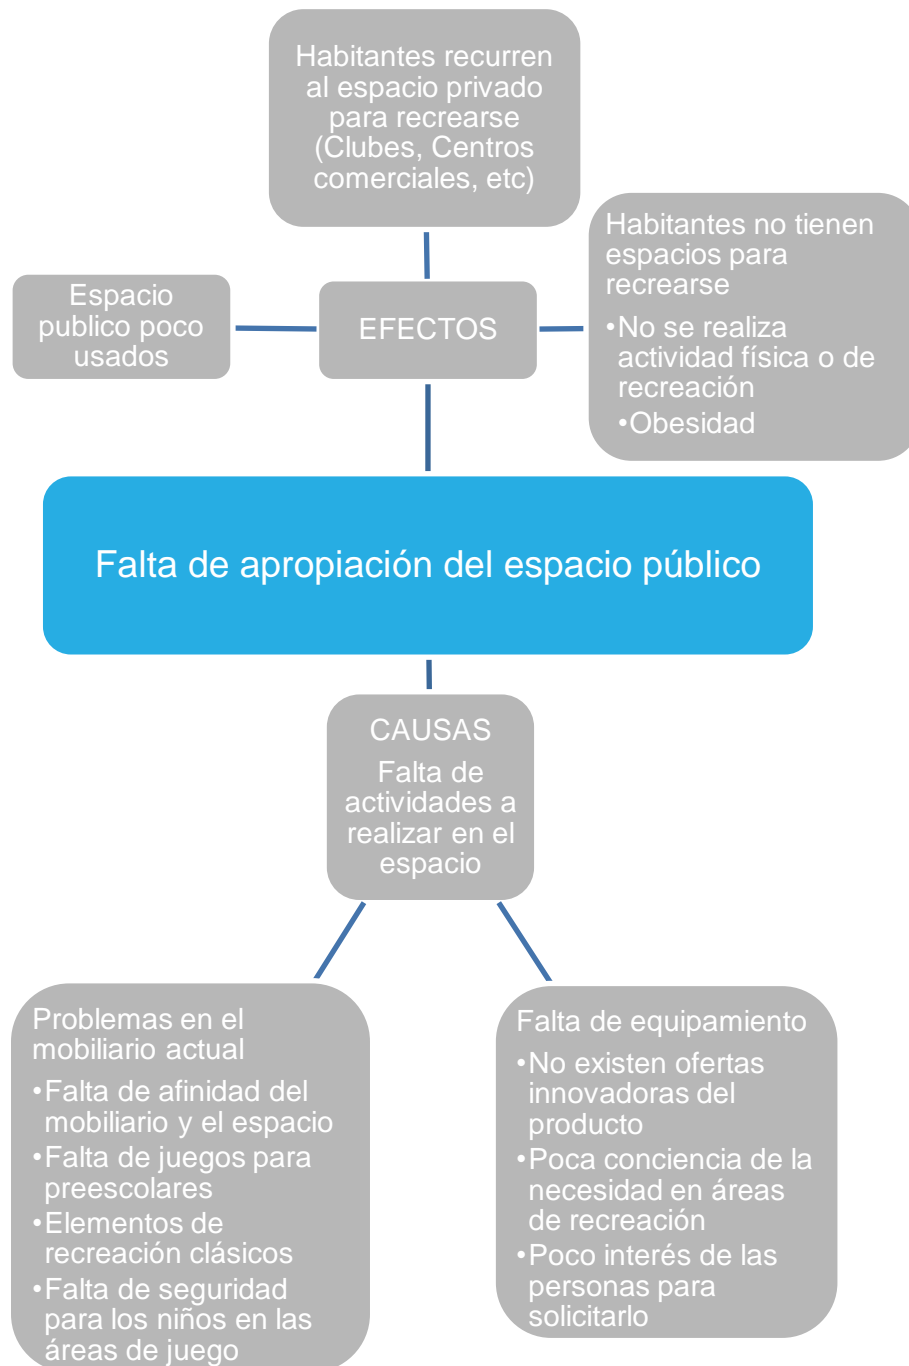 Habitantes recurren
al espacio privado
para recrearse
(Clubes, Centros
comerciales, etc)
Espacio
publico poco
usados
EFECTOS
Habitantes no tienen
espacios para
recrearse
•No se realiza
actividad física o de
recreación
•Obesidad
Falta de apropiación del espacio público
CAUSAS
Falta de
actividades a
realizar en el
espacio
Problemas en el
mobiliario actual
•Falta de afinidad del
mobiliario y el espacio
•Falta de juegos para
preescolares
•Elementos de
recreación clásicos
•Falta de seguridad
para los niños en las
áreas de juego
Falta de equipamiento
•No existen ofertas
innovadoras del
producto
•Poca conciencia de la
necesidad en áreas
de recreación
•Poco interés de las
personas para
solicitarlo